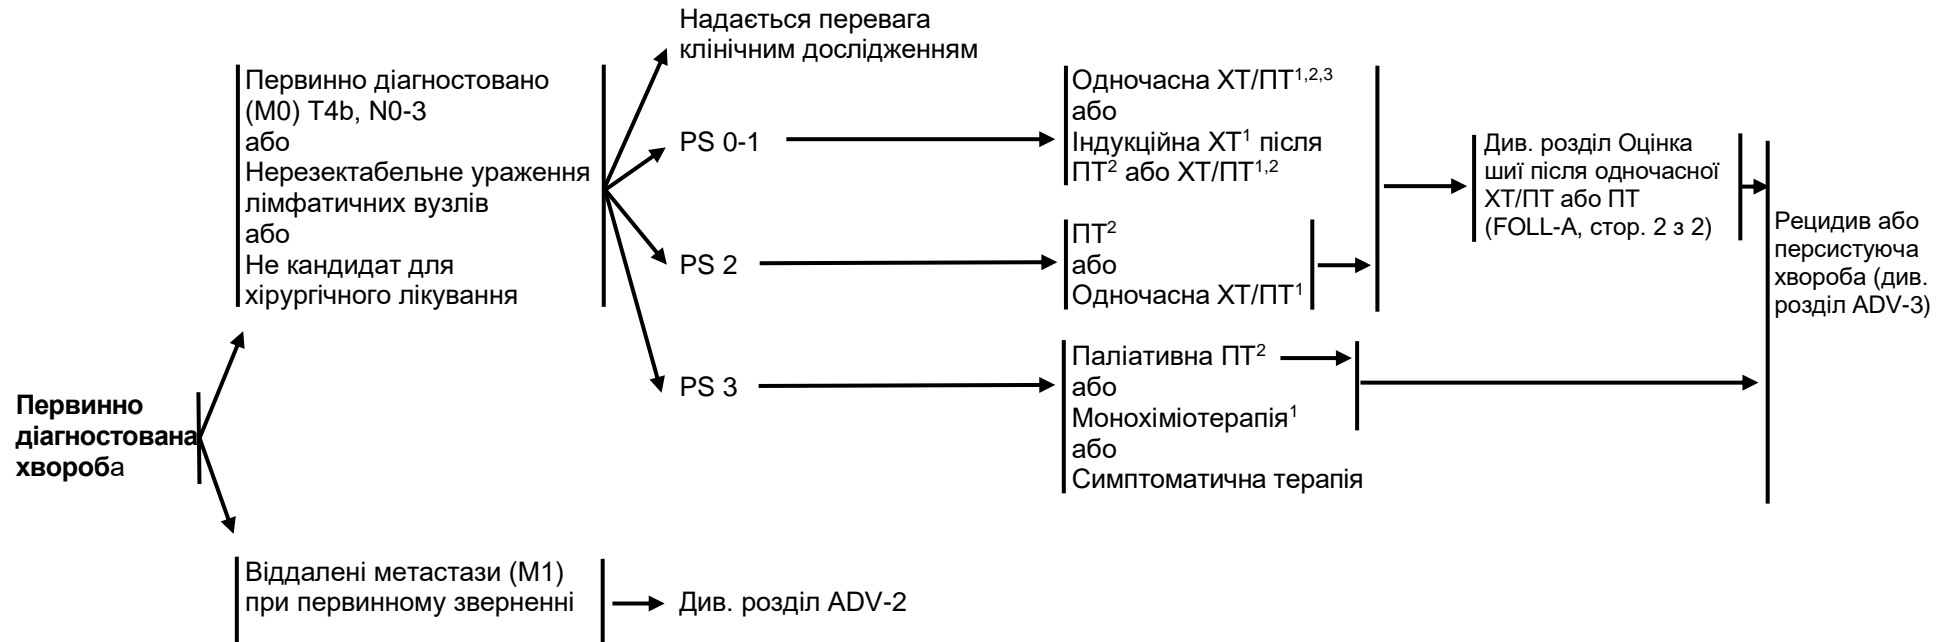 Надається перевага
клінічним дослідженням
Первинно діагностовано
(M0) T4b, N0-3
або
Нерезектабельне ураження
лімфатичних вузлів
або
Не кандидат для
хірургічного лікування
PS 0-1
Одночасна ХТ/ПТ1,2,3
або
Індукційна ХТ1 після
ПТ2 або ХТ/ПТ1,2
PS 2
ПТ2
або
Одночасна ХТ/ПТ1
Див. розділ Оцінка
шиї після одночасної
ХТ/ПТ або ПТ
(FOLL-A, стор. 2 з 2)
Рецидив або
персистуюча
хвороба (див.
розділ ADV-3)
PS 3
Паліативна ПТ2
або
Монохіміотерапія1
або
Симптоматична терапія
Первинно
діагностована
хвороба
Віддалені метастази (M1)
при первинному зверненні
Див. розділ ADV-2